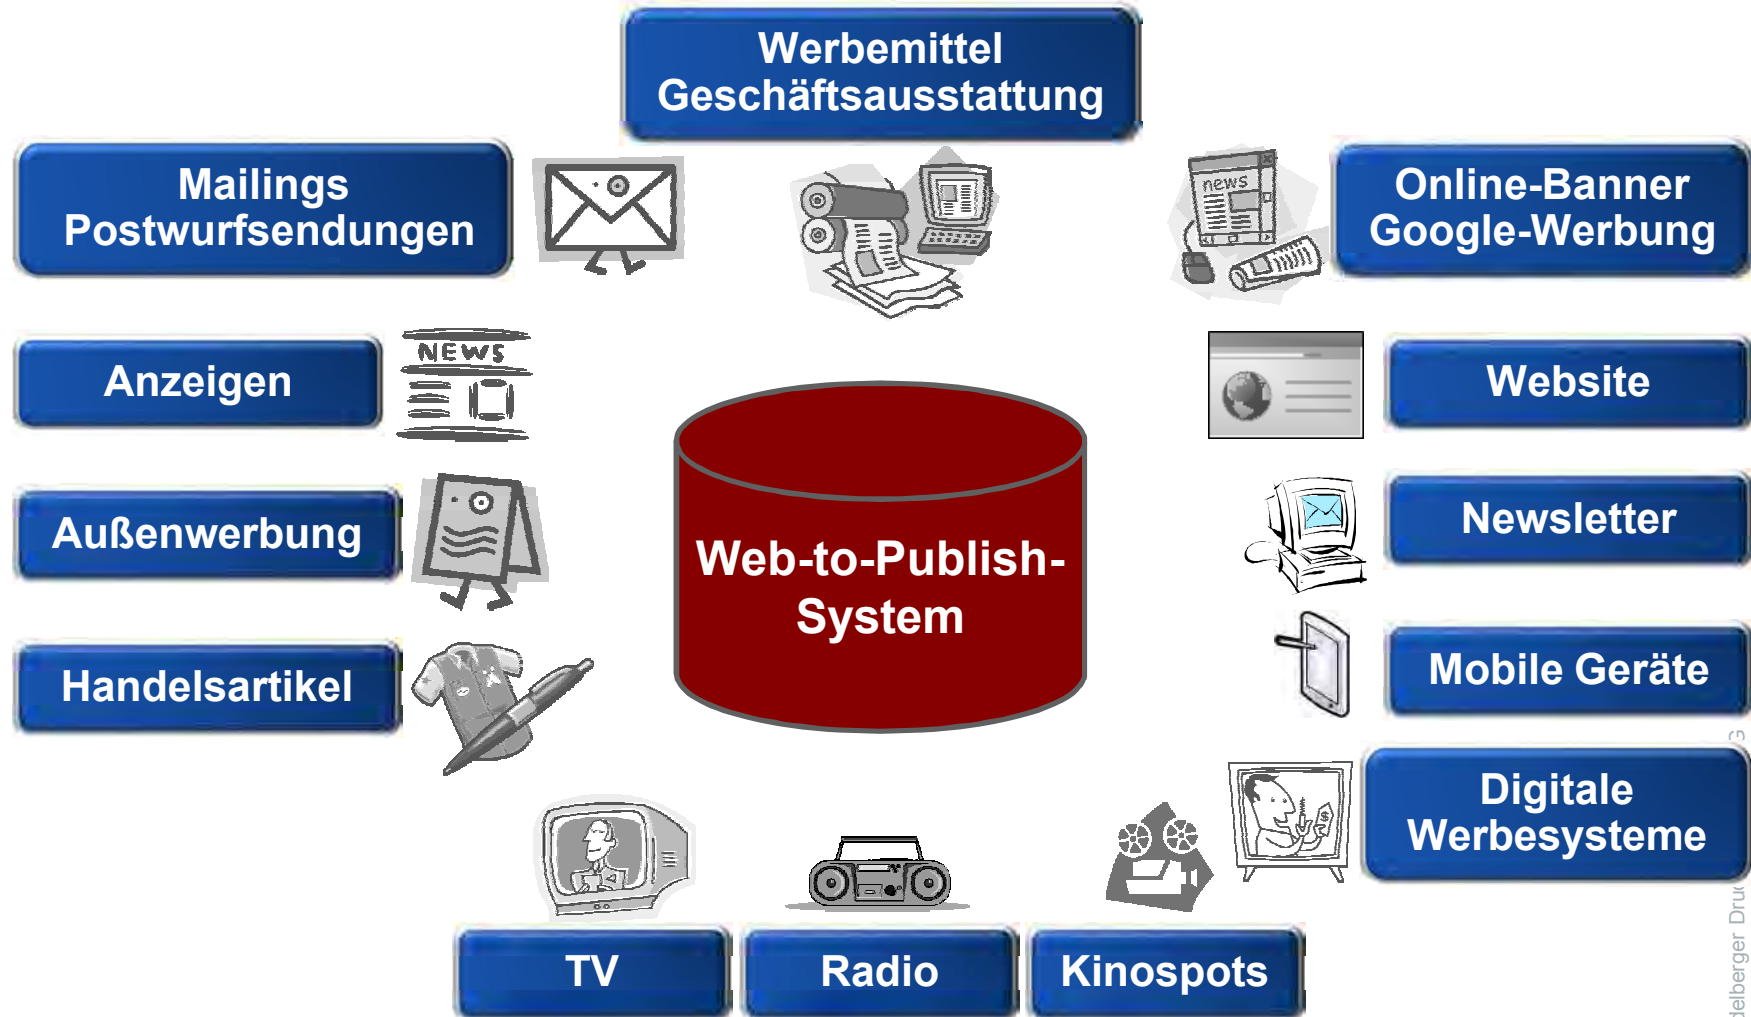 Werbemittel
Geschäftsausstattung
Mailings
Postwurfsendungen
Online-Banner
Google-Werbung
news
Anzeigen
NEWS
Website
Außenwerbung
Web-to-Publish-
System
Newsletter
Handelsartikel
Mobile Geräte
Digitale
Werbesysteme
$
TV
Radio
Kinospots